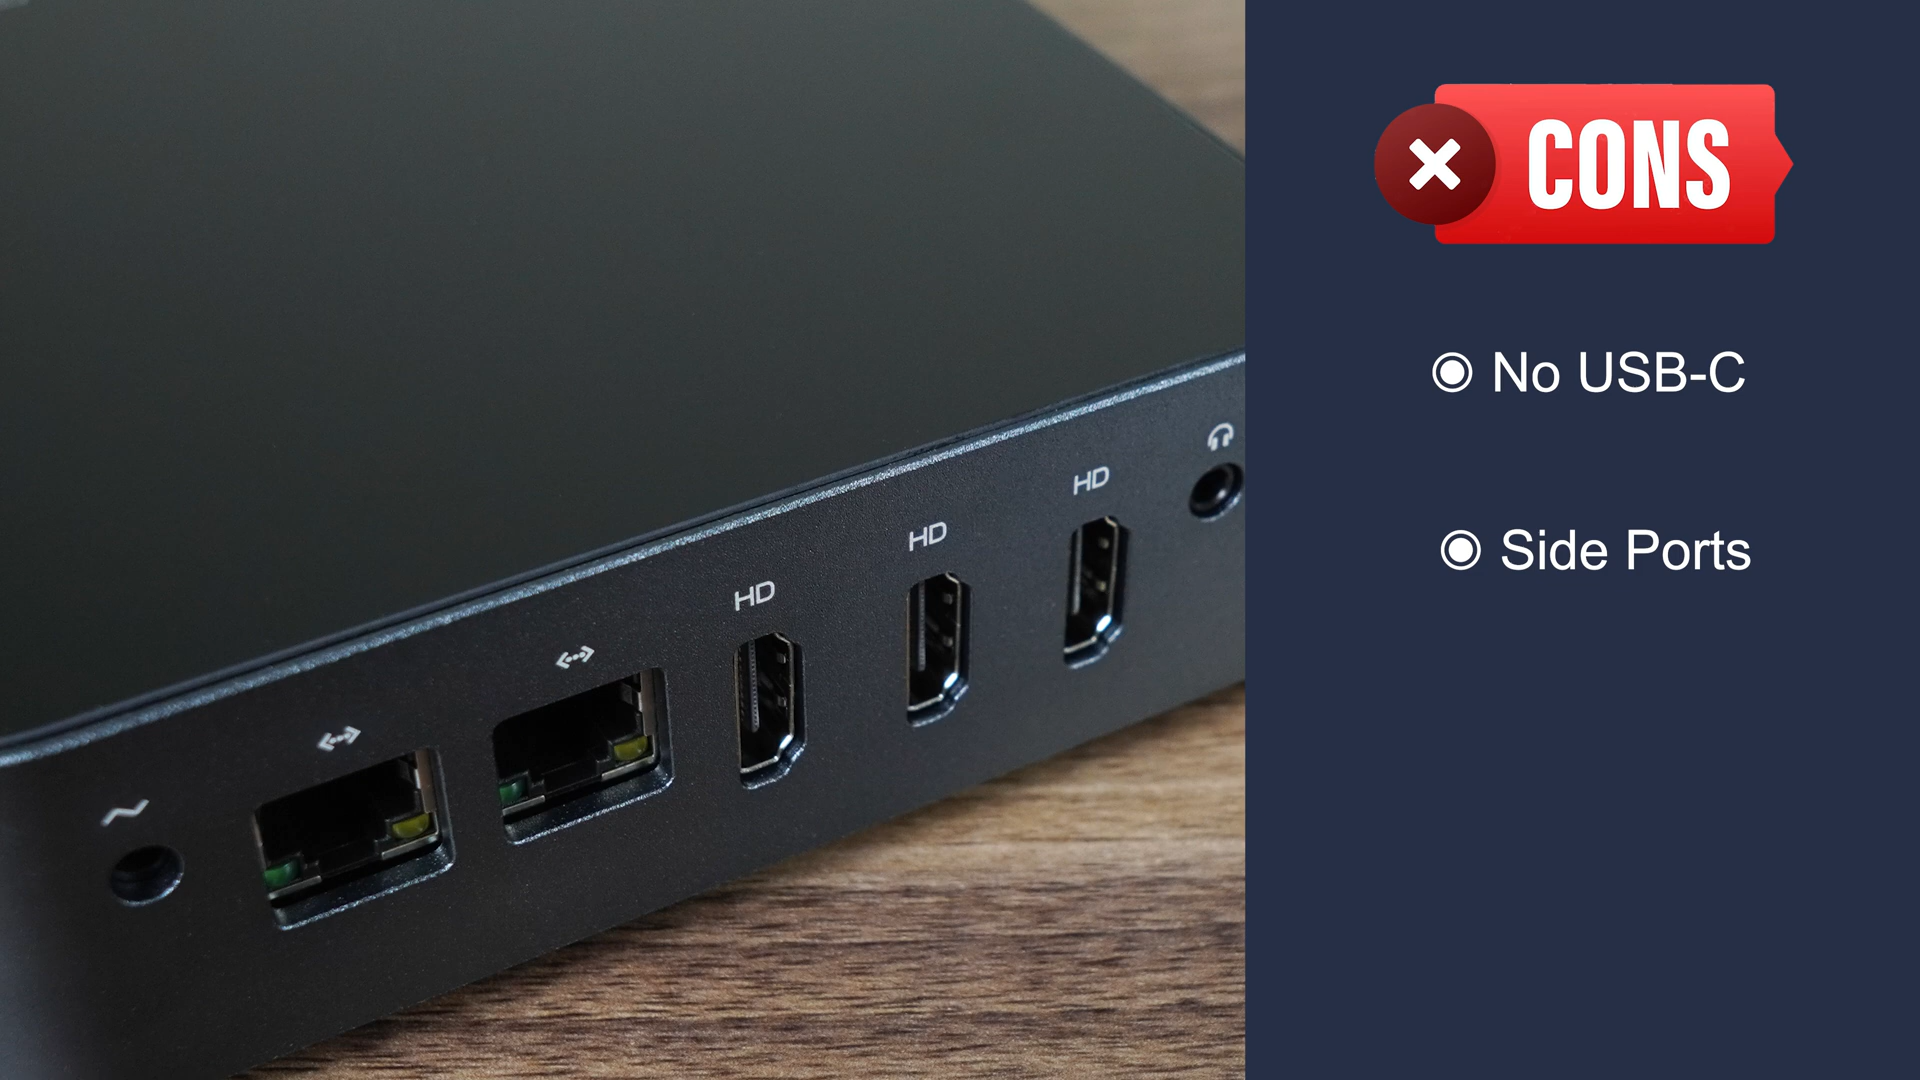 HD
HD
HD
CONS
◉ No USB-C
◉ Side Ports